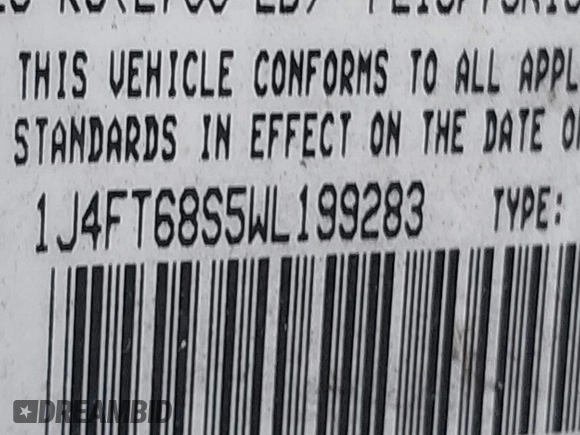 THIS VEHICLE CONFORMS TO ALL APPL
STANDARDS IN EFFECT ON THE DATE O
1J4FT68S5WL199283 TYPE:
DREAMBID